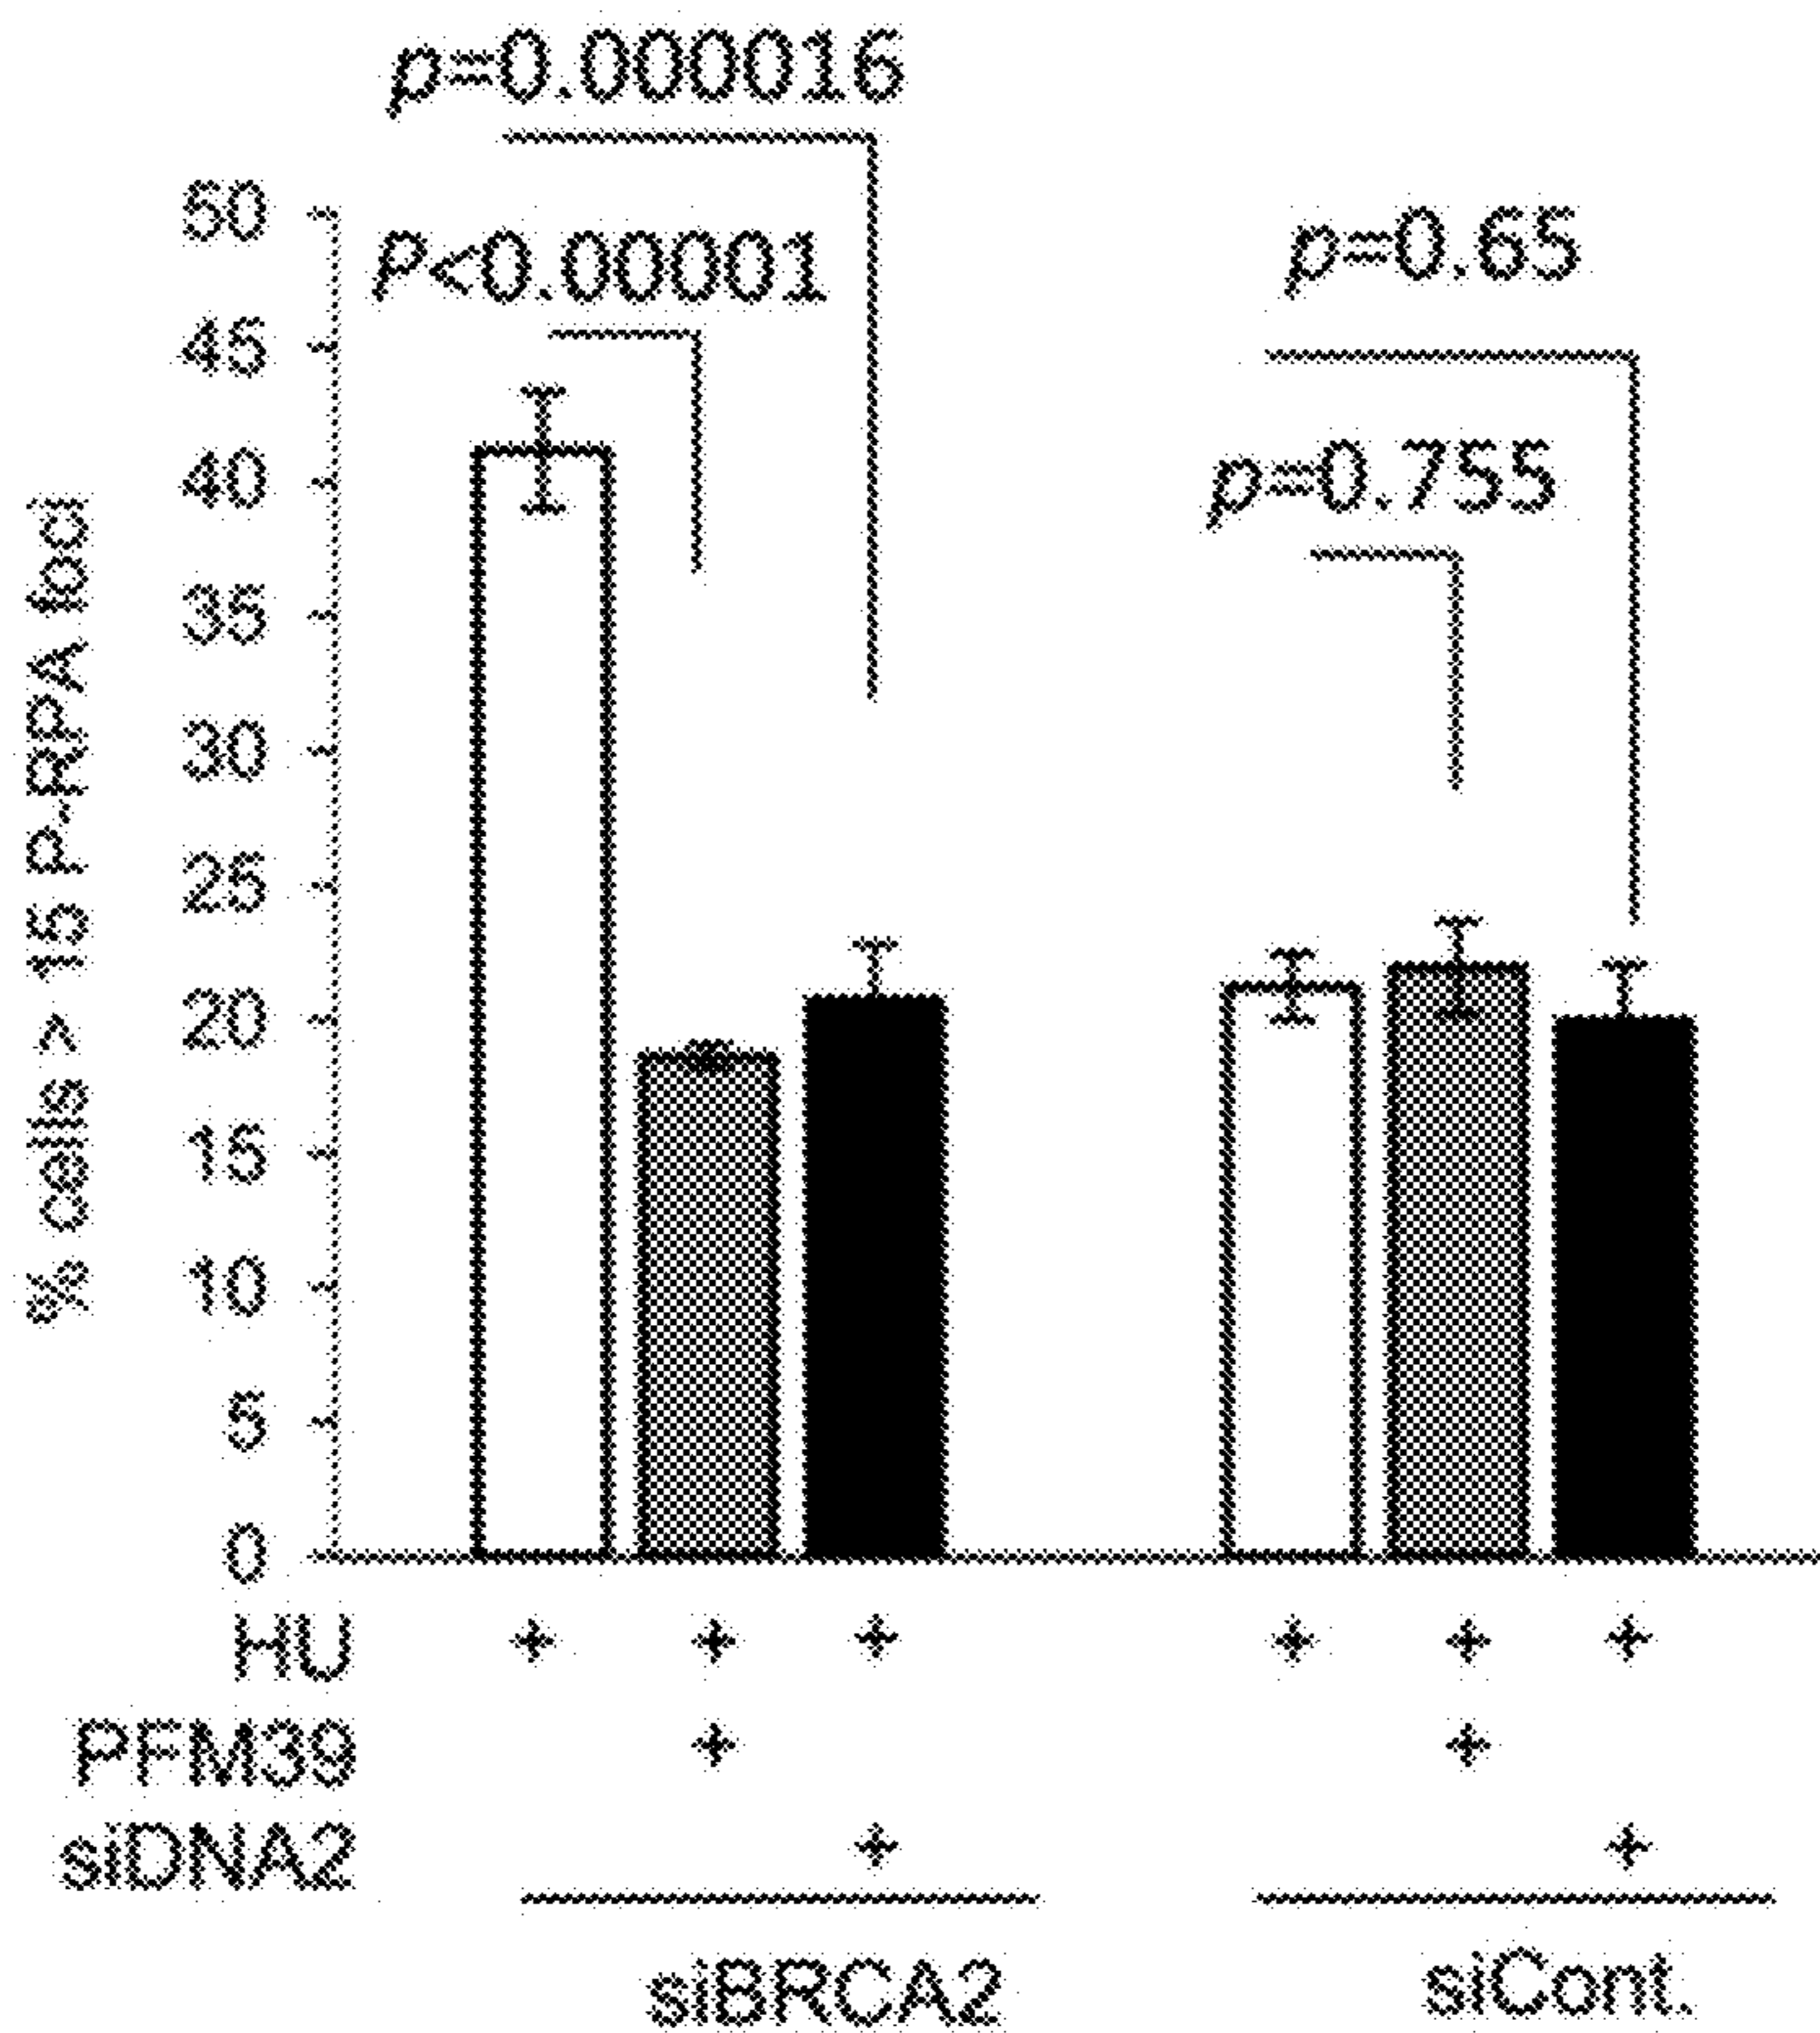 p=0.000016
P<0.00001
p=0.65
p=0.755
% cells > 15 P-RPA foci
50
45
40
35
30
25
20
15
10
5
0
HU + + + + + +
PFM39 + +
siDNA2 + +
siBRCA2 siCont.